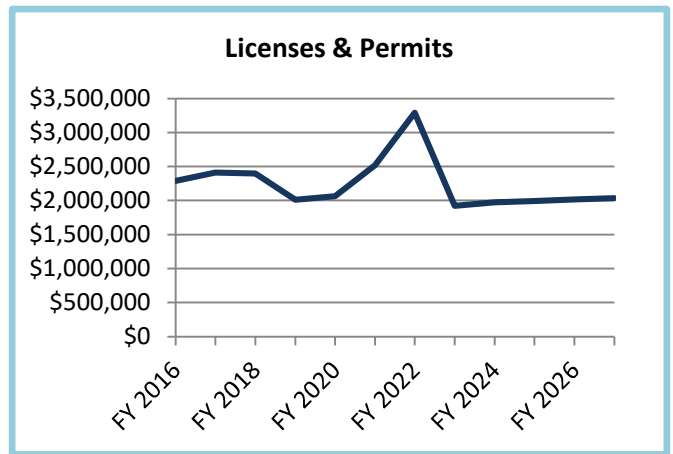 Licenses & Permits
$3,500,000
$3,000,000
$2,500,000
$2,000,000
$1,500,000
$1,000,000
$500,000
$0
FY 2016
FY 2018
FY 2020
FY 2022
FY 2024
FY 2026